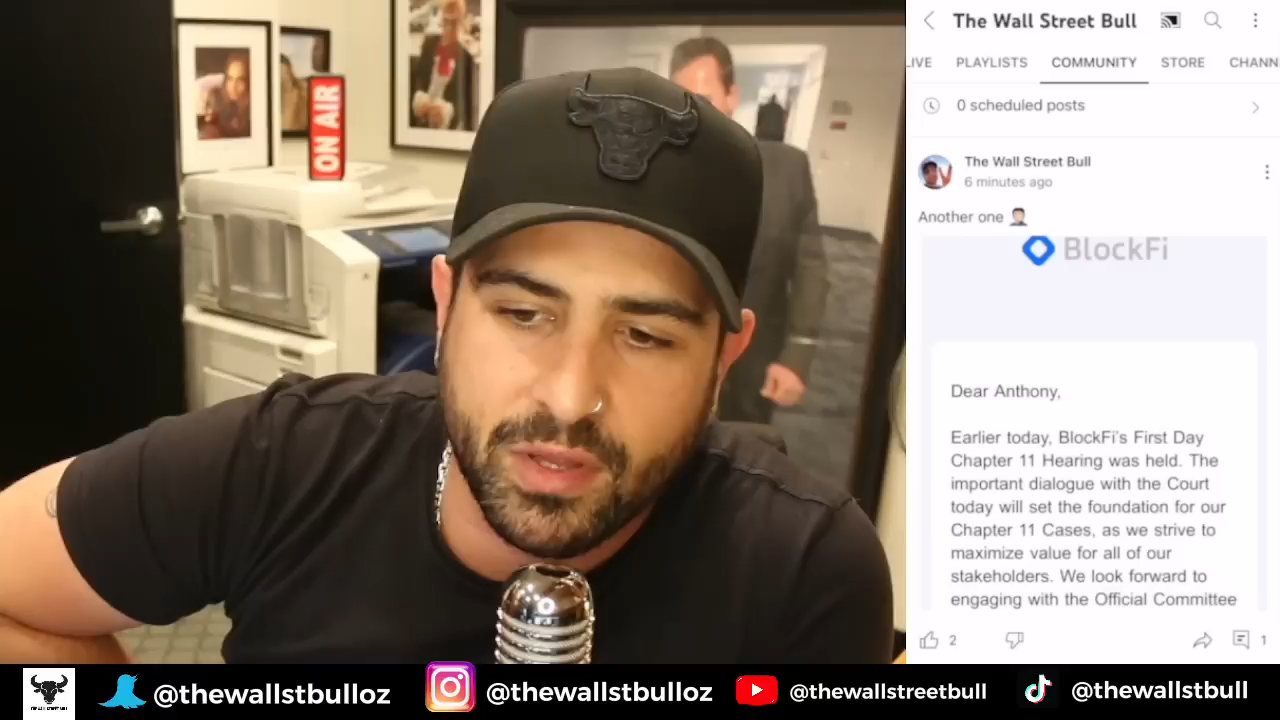 ON AIR
The Wall Street Bull
IVE PLAYLISTS COMMUNITY STORE CHANN
0 scheduled posts
The Wall Street Bull
6 minutes ago
Another one
BlockFi
Dear Anthony,
Earlier today, BlockFi's First Day
Chapter 11 Hearing was held. The
important dialogue with the Court
today will set the foundation for our
Chapter 11 Cases, as we strive to
maximize value for all of our
stakeholders. We look forward to
engaging with the Official Committee
2 1
@thewallstbulloz @thewallstbulloz @thewallstreetbull @thewallstbull